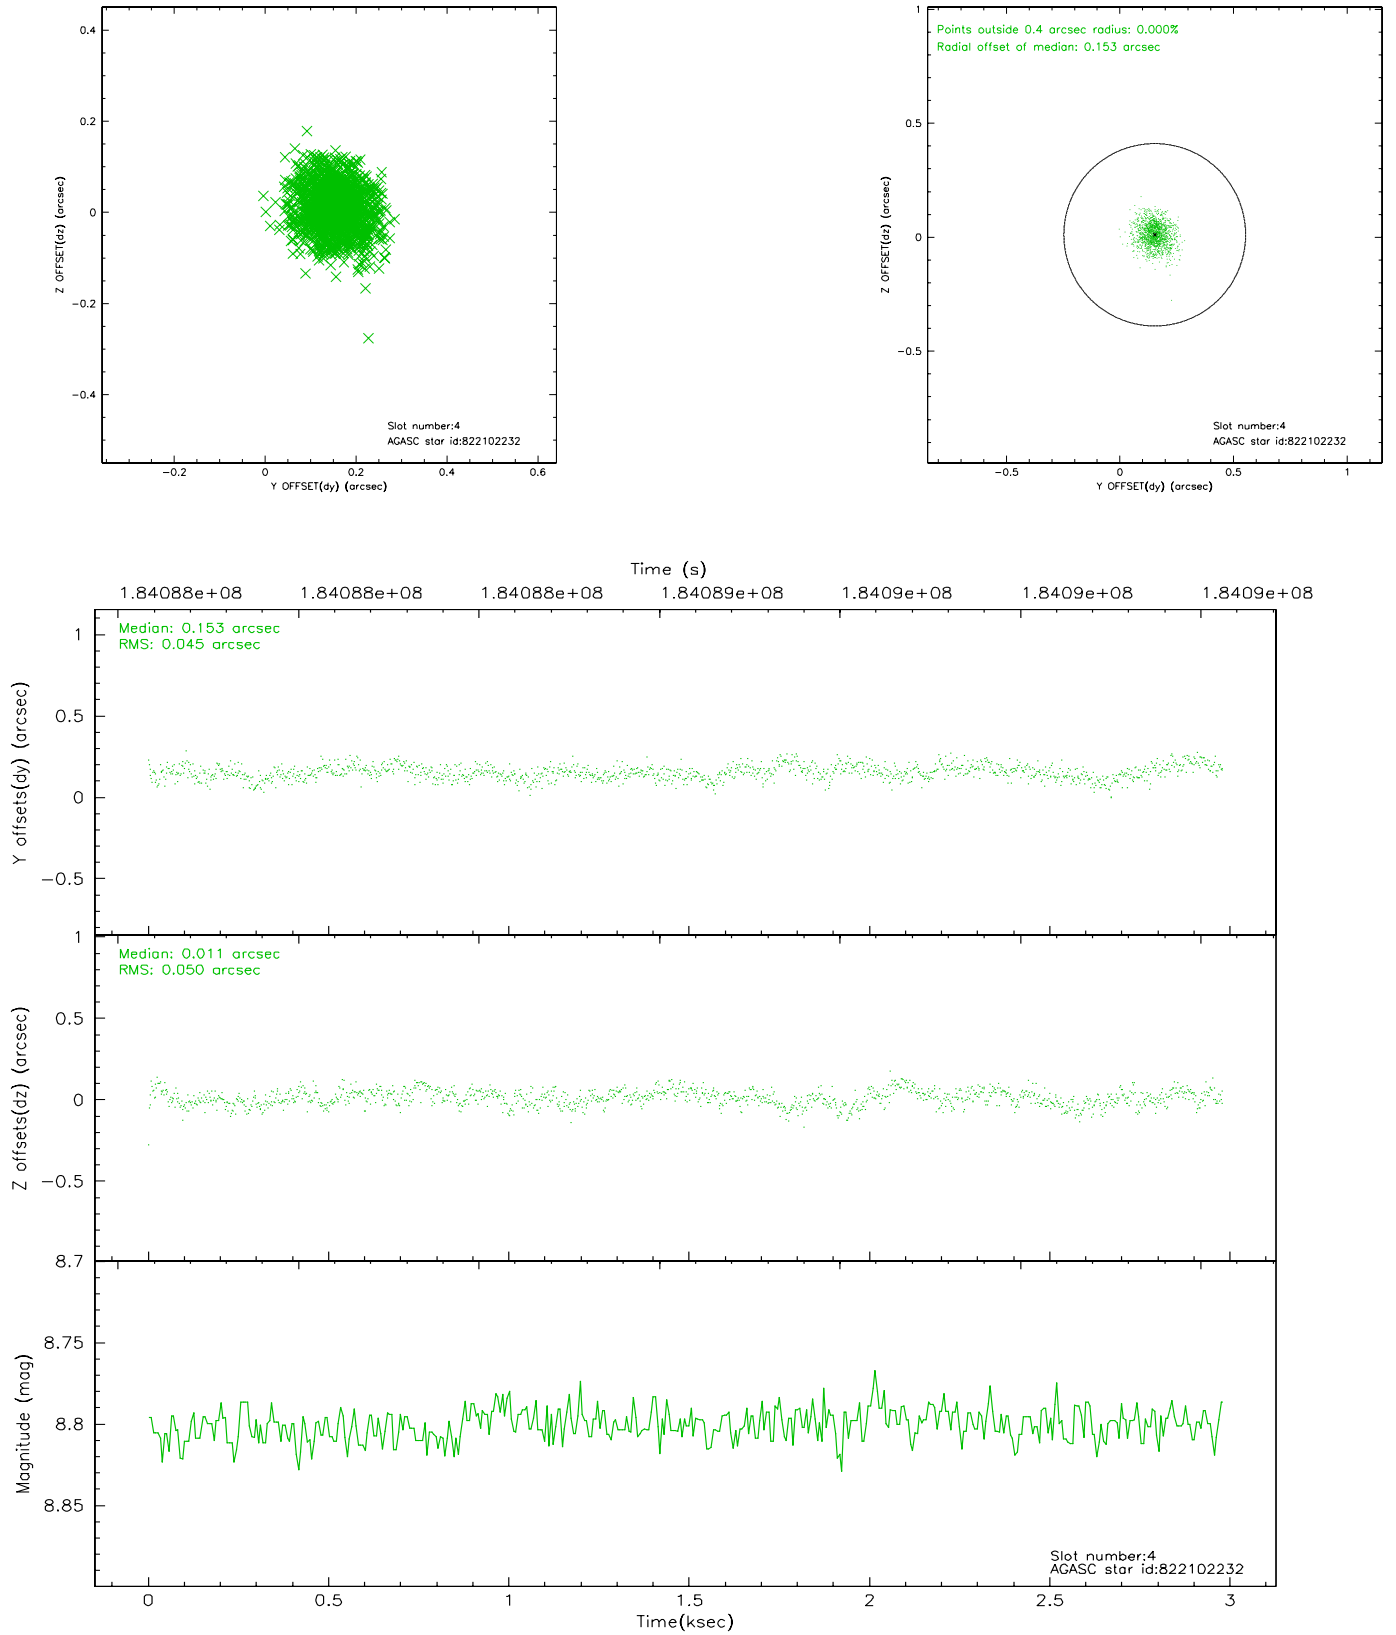 0.4
0.2
0
−0.2
−0.4
Z OFFSET(dz) (arcsec)
Slot number:4
AGASC star id:822102232
−0.2 0 0.2 0.4 0.6
Y OFFSET(dy) (arcsec)
1
0.5
0
−0.5
Z OFFSET(dz) (arcsec)
Points outside 0.4 arcsec radius: 0.000%
Radial offset of median: 0.153 arcsec
Slot number:4
AGASC star id:822102232
−0.5 0 0.5 1
Y OFFSET(dy) (arcsec)
Time (s)
1.84088e+08 1.84088e+08 1.84088e+08 1.84089e+08 1.8409e+08 1.8409e+08 1.8409e+08
Median: 0.153 arcsec
RMS: 0.045 arcsec
1
0.5
0
−0.5
Y offsets(dy) (arcsec)
Median: 0.011 arcsec
RMS: 0.050 arcsec
1
0.5
0
−0.5
Z offsets(dz) (arcsec)
8.7
8.75
8.8
8.85
Magnitude (mag)
Slot number:4
AGASC star id:822102232
0 0.5 1 1.5 2 2.5 3
Time(ksec)